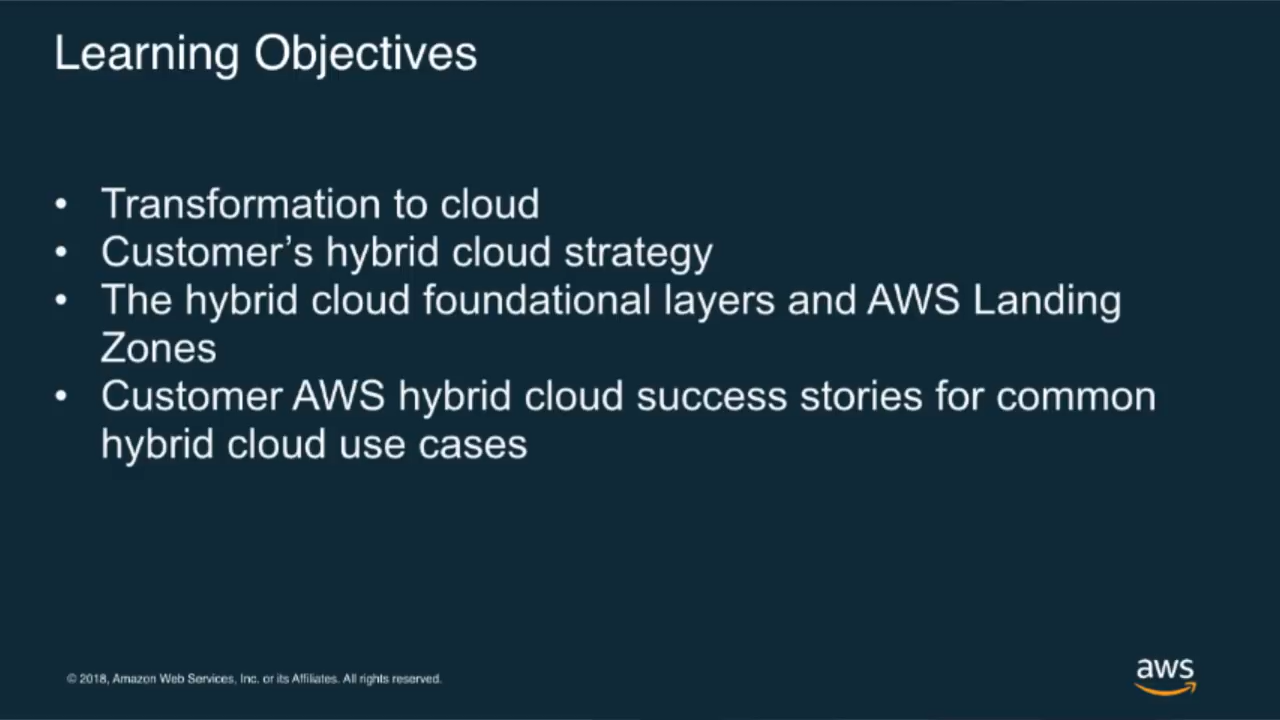 Learning Objectives
• Transformation to cloud
• Customer’s hybrid cloud strategy
• The hybrid cloud foundational layers and AWS Landing
Zones
• Customer AWS hybrid cloud success stories for common
hybrid cloud use cases
© 2018, Amazon Web Services, Inc. or its Affiliates. All rights reserved.
aws